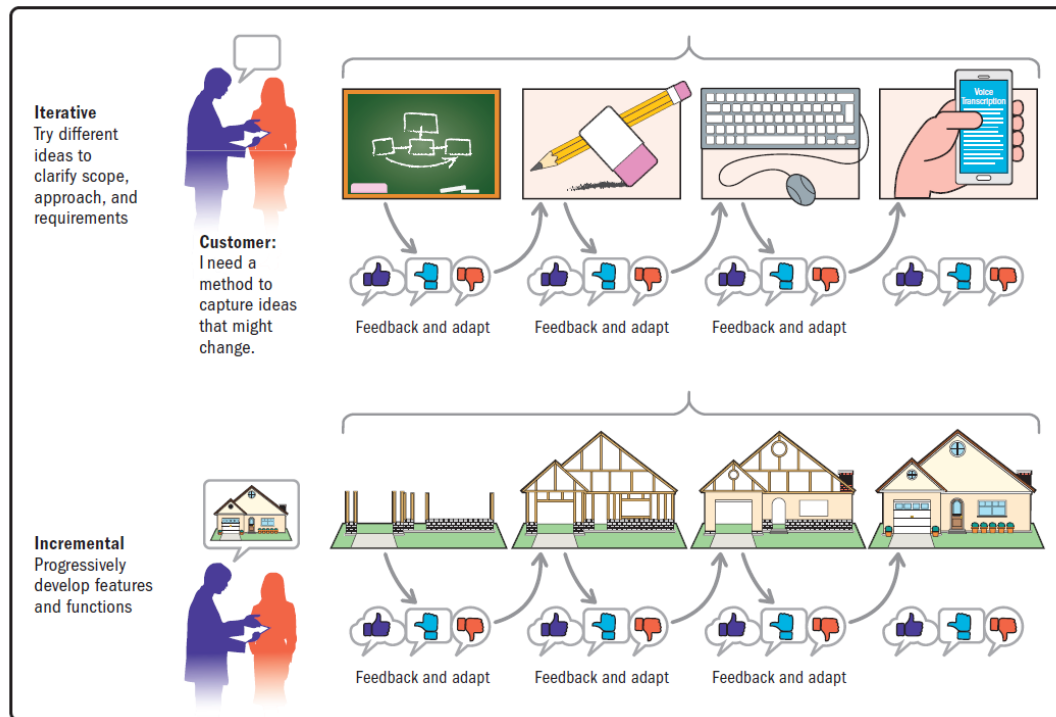 Iterative
Try different
ideas to
clarify scope,
approach, and
requirements
Customer:
I need a
method to
capture ideas
that might
change.
Voice
Transcription
Feedback and adapt
Feedback and adapt
Feedback and adapt
Incremental
Progressively
develop features
and functions
Feedback and adapt
Feedback and adapt
Feedback and adapt